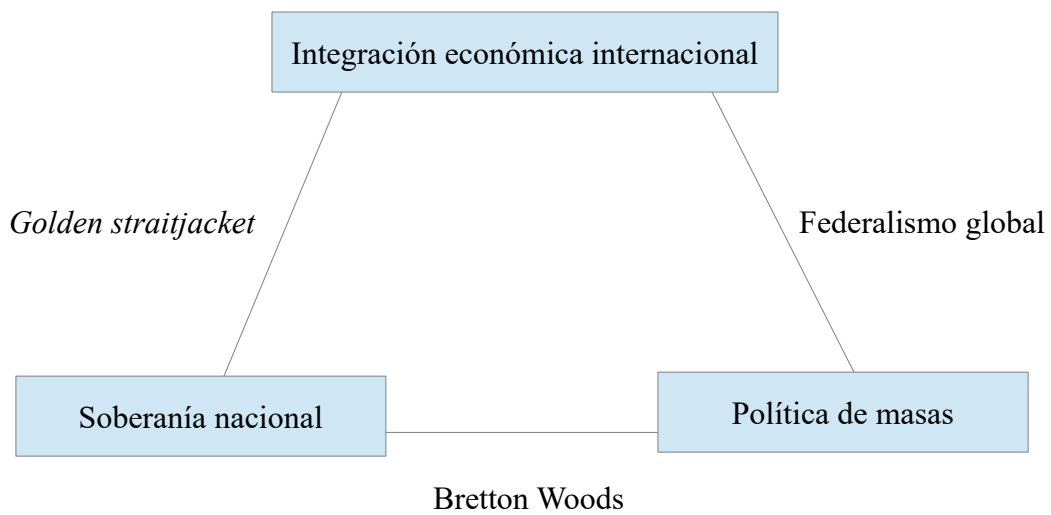 Integración económica internacional
Golden straitjacket
Federalismo global
Soberanía nacional
Política de masas
Bretton Woods